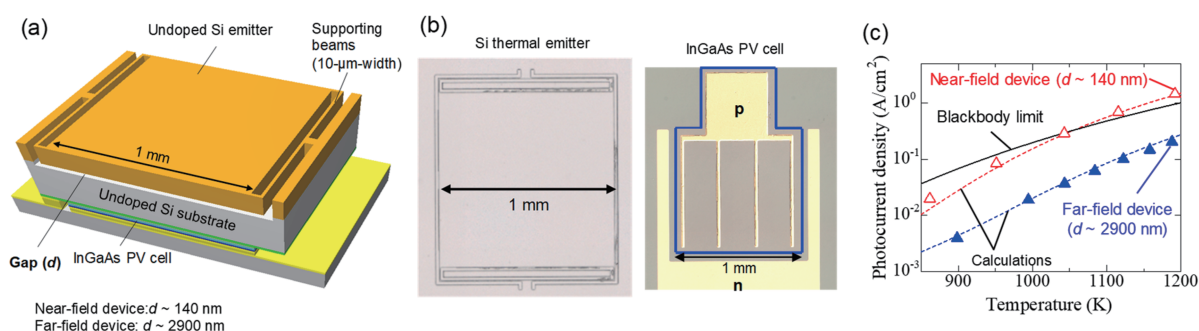 (a)
Undoped Si emitter
Supporting
beams
(10-μm-width)
1 mm
Undoped Si substrate
InGaAs PV cell
Gap (d)
Near-field device:d ~ 140 nm
Far-field device: d ~ 2900 nm
(b)
Si thermal emitter
1 mm
InGaAs PV cell
p
1 mm
n
(c)
Photocurrent density (A/cm²)
10⁰
10⁻¹
10⁻²
10⁻³
Near-field device (d ~ 140 nm)
Blackbody limit
Far-field device
(d ~ 2900 nm)
Calculations
900
1000
1100
1200
Temperature (K)